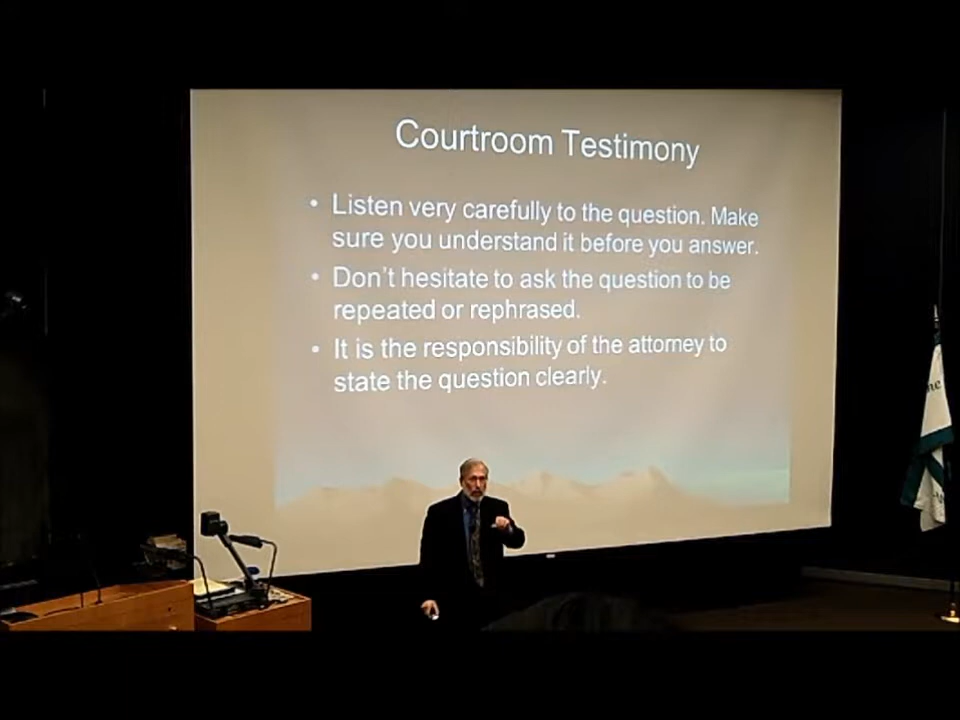 Courtroom Testimony
• Listen very carefully to the question. Make
sure you understand it before you answer.
• Don't hesitate to ask the question to be
repeated or rephrased.
• It is the responsibility of the attorney to
state the question clearly.